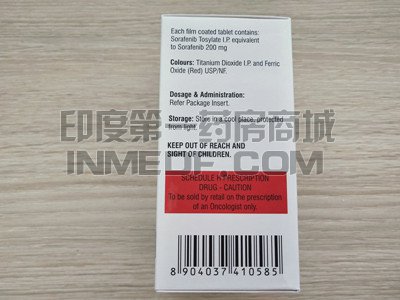 Each film coated tablet contains:
Sorafenib Tosylate I.P. equivalent
to Sorafenib 200 mg
Colours: Titanium Dioxide I.P. and Ferric
Oxide (Red) USP/NF.
Dosage & Administration:
Refer Package Insert.
Storage: Store in a cool place, protected
from light.
印度第一药房商城
KEEP OUT OF REACH AND
SIGHT OF CHILDREN.
INMEDF.COM
SCHEDULE H PRESCRIPTION
DRUG - CAUTION
To be sold by retail on the prescription
of an Oncologist only.
8 904037 410585